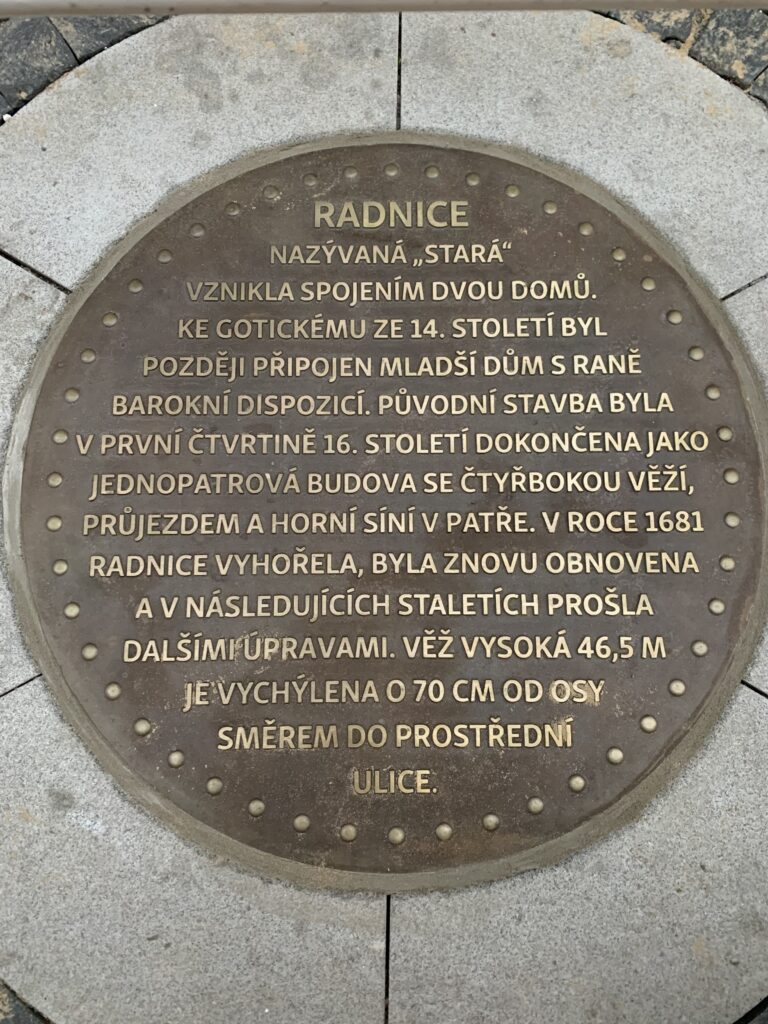 RADNICE
NAZÝVANÁ „STARÁ“
VZNIKLA SPOJENÍM DVOU DOMŮ.
KE GOTICKÉMU ZE 14. STOLETÍ BYL
POZDĚJI PŘIPOJEN MLADŠÍ DŮM S RANĚ
BAROKNÍ DISPOZICÍ. PŮVODNÍ STAVBA BYLA
V PRVNÍ ČTVRTINĚ 16. STOLETÍ DOKONČENA JAKO
JEDNOPATROVÁ BUDOVA SE ČTYŘBOKOU VĚŽÍ,
PRŮJEZDEM A HORNÍ SÍNÍ V PATŘE. V ROCE 1681
RADNICE VYHOŘELA, BYLA ZNOVU OBNOVENA
A V NÁSLEDUJÍCÍCH STALETÍCH PROŠLA
DALŠÍMI ÚPRAVAMI. VĚŽ VYSOKÁ 46,5 M
JE VYCHÝLENA O 70 CM OD OSY
SMĚREM DO PROSTŘEDNÍ
ULICE.